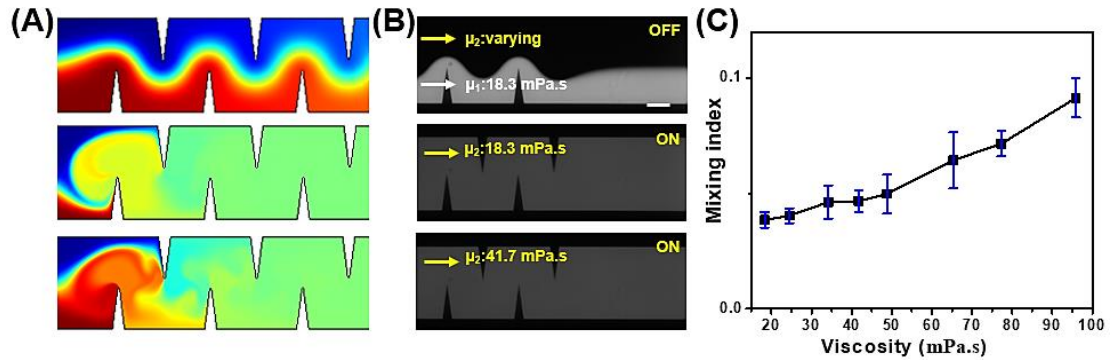 (A)
(B)
μ₂:varying
OFF
μ₁:18.3 mPa.s
μ₂:18.3 mPa.s
ON
μ₂:41.7 mPa.s
ON
(C)
Mixing index
0.1
0.0
20 30 40 50 60 70 80 90 100
Viscosity (mPa.s)